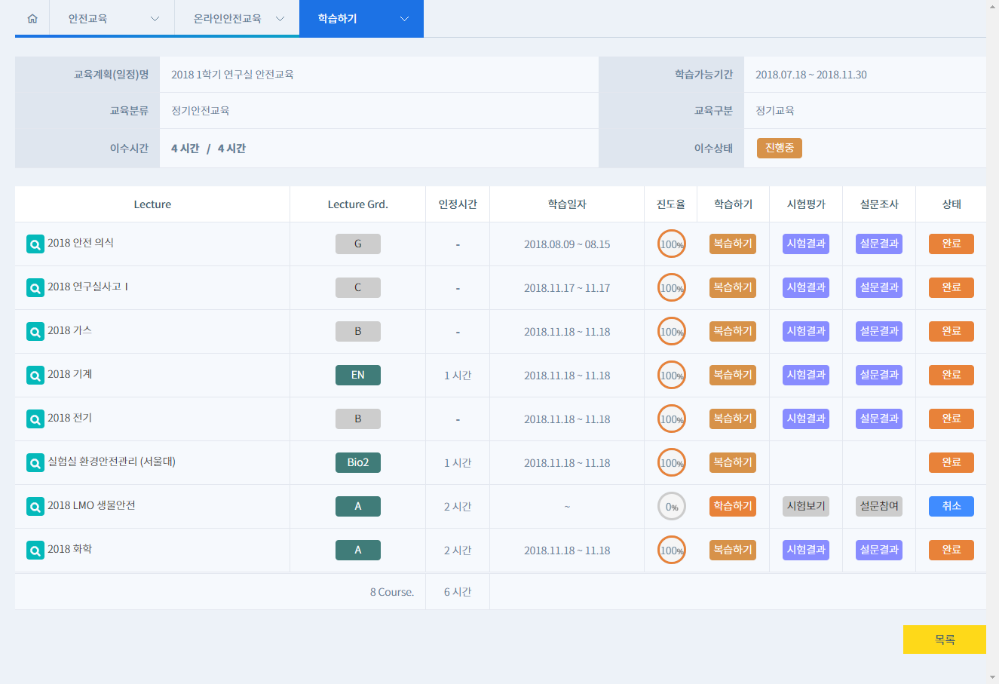 안전교육 온라인안전교육 학습하기
교육계획(일정)명 2018 1학기 연구실 안전교육 학습가능기간 2018.07.18 ~ 2018.11.30
교육분류 정기안전교육 교육구분 정기교육
이수시간 4 시간 / 4 시간 이수상태 진행중
Lecture Lecture Grd. 인정시간 학습일자 진도율 학습하기 시험평가 설문조사 상태
2018 안전 의식 G - 2018.08.09 ~ 08.15 100% 복습하기 시험결과 설문결과 완료
2018 연구실사고 Ⅰ C - 2018.11.17 ~ 11.17 100% 복습하기 시험결과 설문결과 완료
2018 가스 B - 2018.11.18 ~ 11.18 100% 복습하기 시험결과 설문결과 완료
2018 기계 EN 1 시간 2018.11.18 ~ 11.18 100% 복습하기 시험결과 설문결과 완료
2018 전기 B - 2018.11.18 ~ 11.18 100% 복습하기 시험결과 설문결과 완료
실험실 환경안전관리 (서울대) Bio2 1 시간 2018.11.18 ~ 11.18 100% 복습하기 완료
2018 LMO 생물안전 A 2 시간 ~ 0% 학습하기 시험보기 설문참여 취소
2018 화학 A 2 시간 2018.11.18 ~ 11.18 100% 복습하기 시험결과 설문결과 완료
8 Course. 6 시간
목록